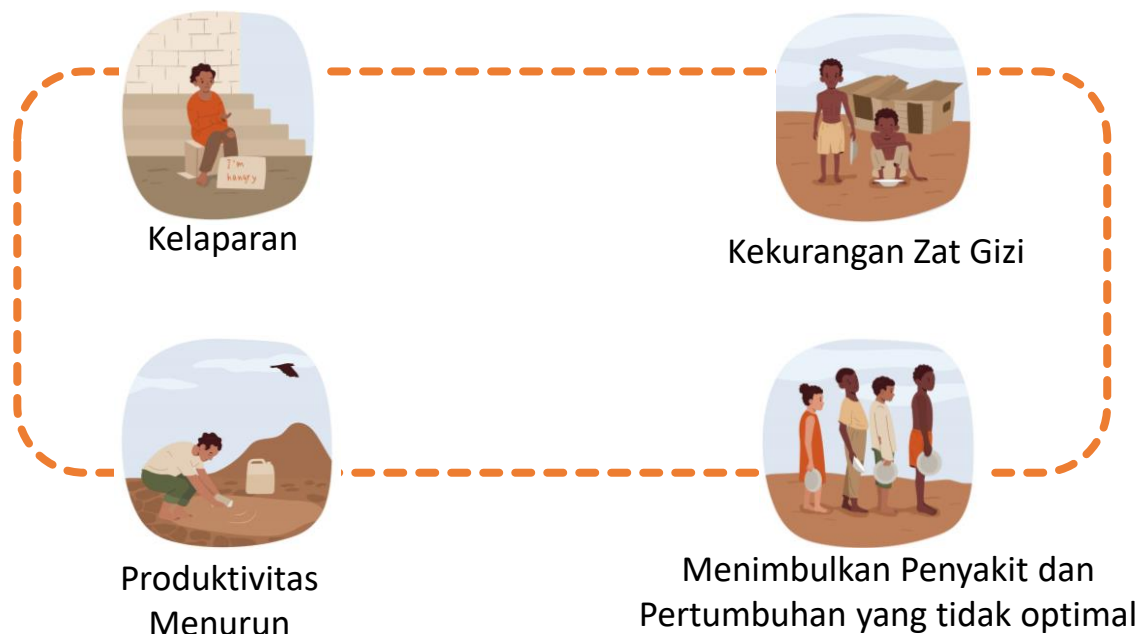 I'm
hungry
Kelaparan
Kekurangan Zat Gizi
Produktivitas
Menurun
Menimbulkan Penyakit dan
Pertumbuhan yang tidak optimal